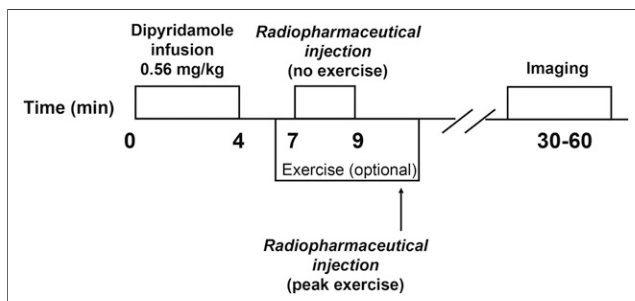 Dipyridamole
infusion
0.56 mg/kg
Radiopharmaceutical
injection
(no exercise)
Imaging
Time (min)
0 4 7 9 30-60
Exercise (optional)
Radiopharmaceutical
injection
(peak exercise)